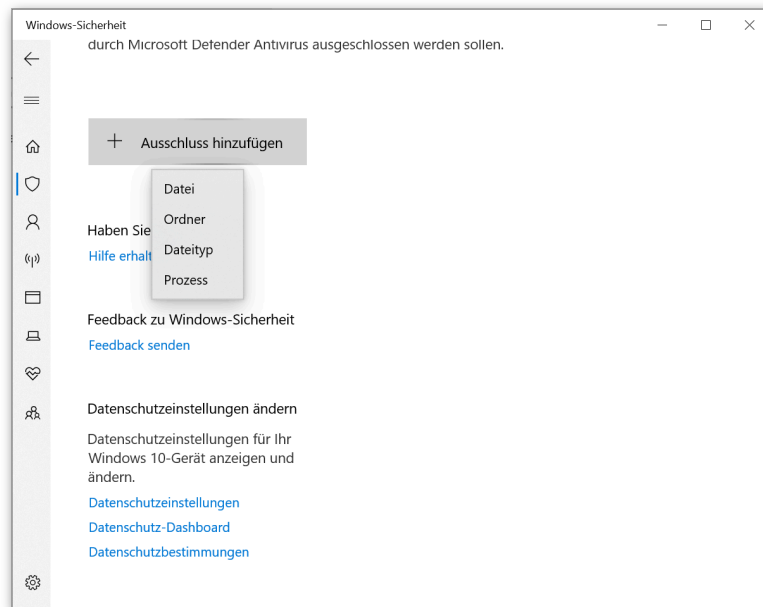 Windows-Sicherheit
durch Microsoft Defender Antivirus ausgeschlossen werden sollen.
Ausschluss hinzufügen
Datei
Ordner
Dateityp
Prozess
Haben Sie
Hilfe
Feedback zu Windows-Sicherheit
Feedback senden
Datenschutzeinstellungen ändern
Datenschutzeinstellungen für Ihr
Windows 10-Gerät anzeigen und
ändern.
Datenschutzeinstellungen
Datenschutz-Dashboard
Datenschutzbestimmungen